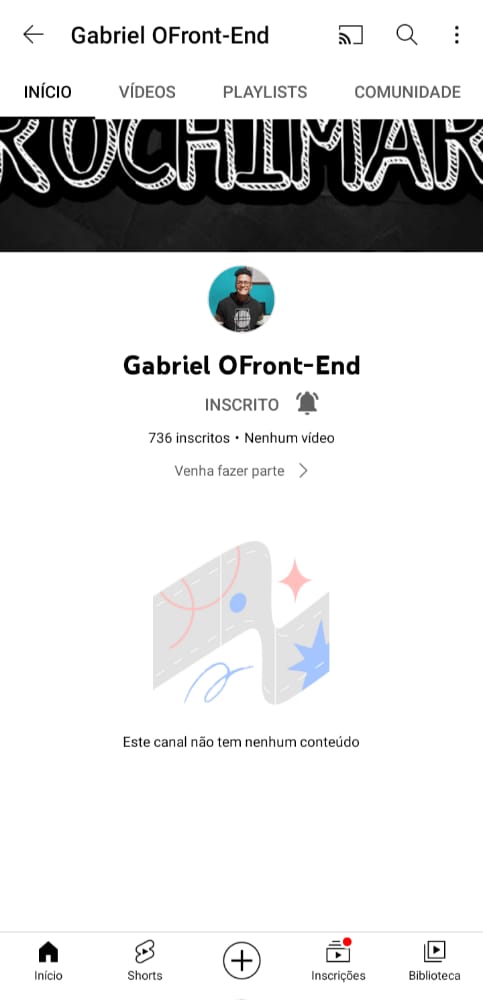 Gabriel OFront-End
INÍCIO VÍDEOS PLAYLISTS COMUNIDADE
ROCHIMAR
Gabriel OFront-End
INSCRITO
736 inscritos • Nenhum vídeo
Venha fazer parte
Este canal não tem nenhum conteúdo
Início Shorts Inscrições Biblioteca